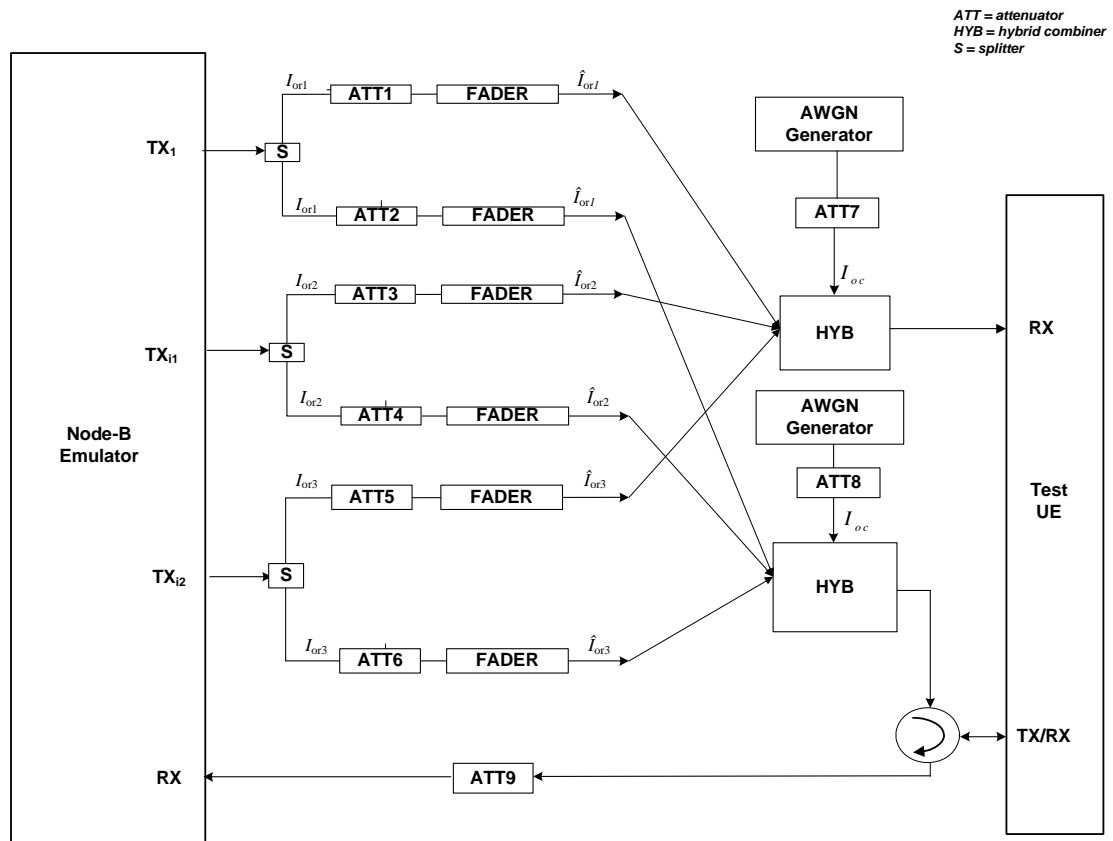 ATT = attenuator
HYB = hybrid combiner
S = splitter
Node-B
Emulator
TX₁
S
Ior1
ATT1
FADER
Îor1
Ior1
ATT2
FADER
Îor1
TXi1
S
Ior2
ATT3
FADER
Îor2
Ior2
ATT4
FADER
Îor2
TXi2
S
Ior3
ATT5
FADER
Îor3
Ior3
ATT6
FADER
Îor3
AWGN
Generator
ATT7
Ioc
HYB
RX
AWGN
Generator
ATT8
Ioc
HYB
Test
UE
TX/RX
RX
ATT9